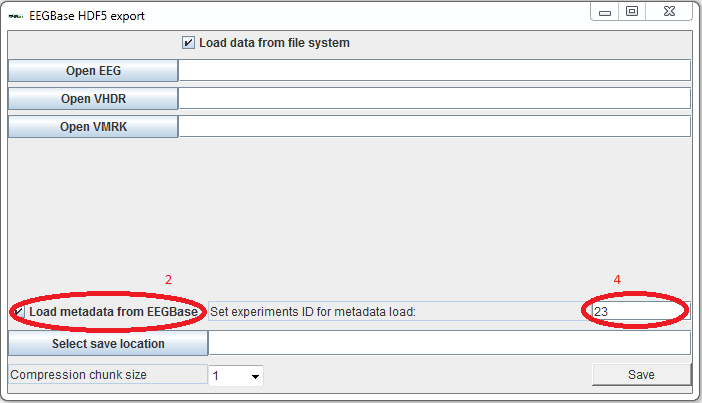 EEGBase HDF5 export
Load data from file system
Open EEG
Open VHDR
Open VMRK
2
4
Load metadata from EEGBase Set experiments ID for metadata load: 23
Select save location
Compression chunk size 1 Save